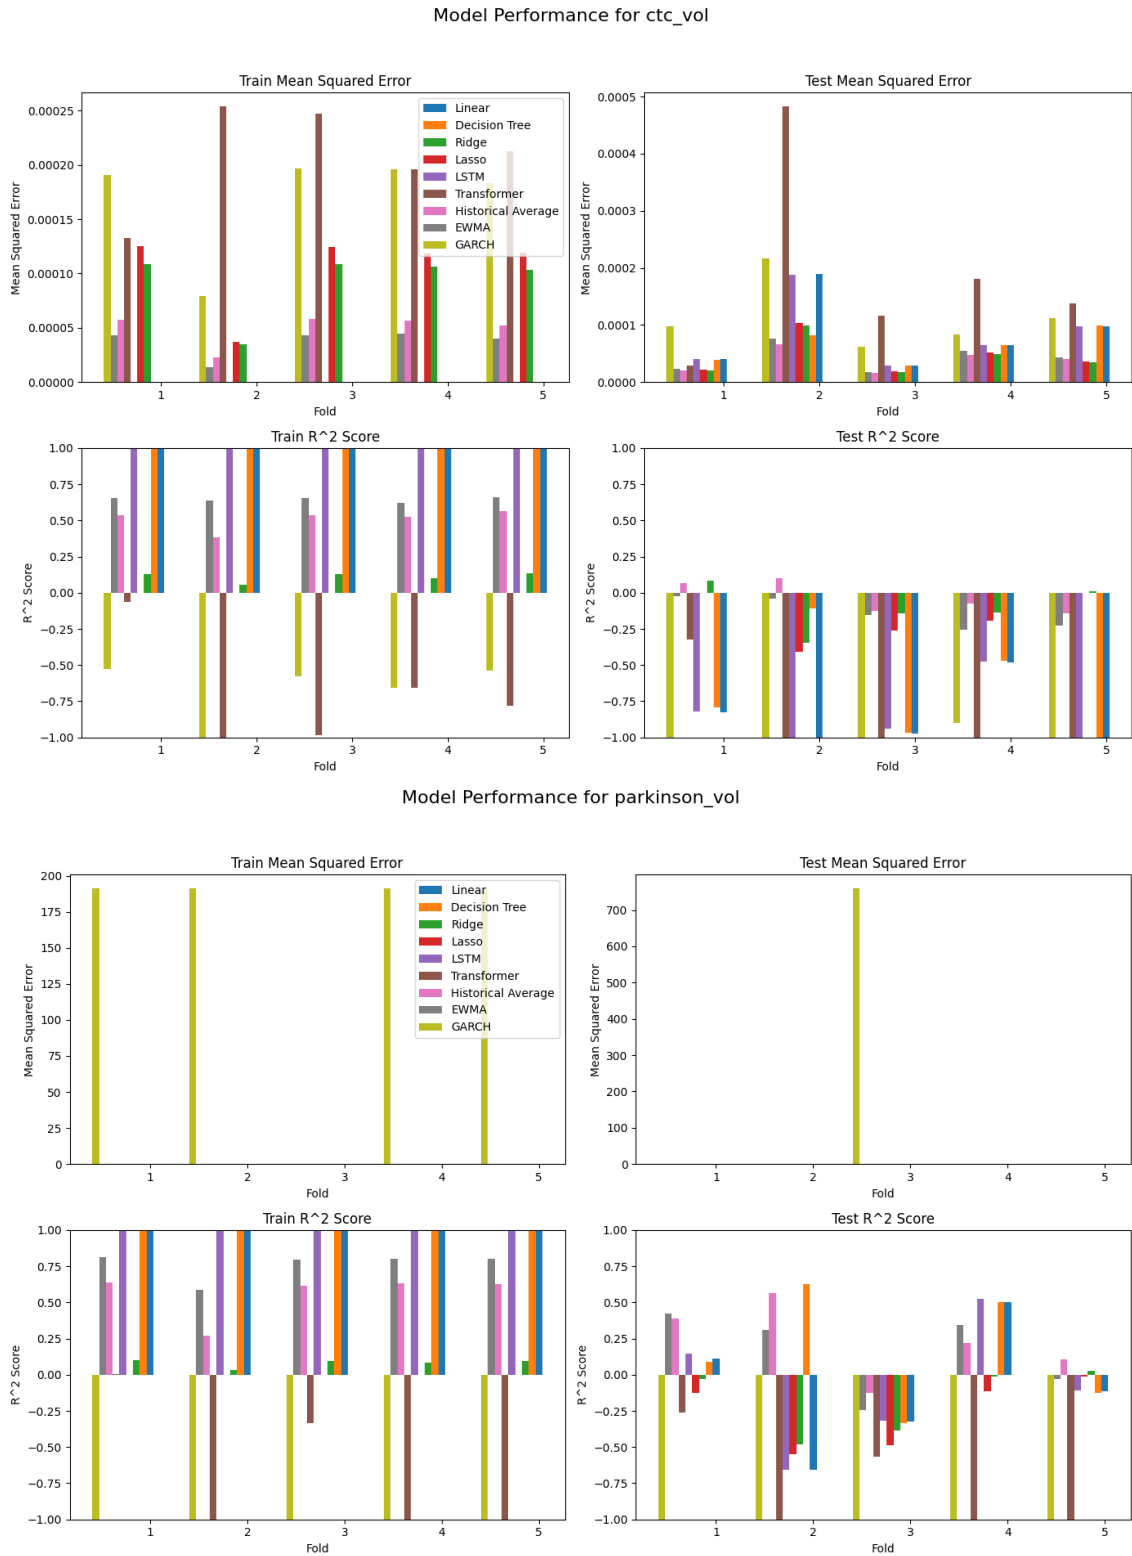 Model Performance for ctc_vol
Train Mean Squared Error
Mean Squared Error
0.00025
0.00020
0.00015
0.00010
0.00005
0.00000
Linear
Decision Tree
Ridge
Lasso
LSTM
Transformer
Historical Average
EWMA
GARCH
1 2 3 4 5
Fold
Test Mean Squared Error
Mean Squared Error
0.0005
0.0004
0.0003
0.0002
0.0001
0.0000
1 2 3 4 5
Fold
Train R^2 Score
R^2 Score
1.00
0.75
0.50
0.25
0.00
−0.25
−0.50
−0.75
−1.00
1 2 3 4 5
Fold
Test R^2 Score
R^2 Score
1.00
0.75
0.50
0.25
0.00
−0.25
−0.50
−0.75
−1.00
1 2 3 4 5
Fold
Model Performance for parkinson_vol
Train Mean Squared Error
Mean Squared Error
200
175
150
125
100
75
50
25
0
Linear
Decision Tree
Ridge
Lasso
LSTM
Transformer
Historical Average
EWMA
GARCH
1 2 3 4 5
Fold
Test Mean Squared Error
Mean Squared Error
700
600
500
400
300
200
100
0
1 2 3 4 5
Fold
Train R^2 Score
R^2 Score
1.00
0.75
0.50
0.25
0.00
−0.25
−0.50
−0.75
−1.00
1 2 3 4 5
Fold
Test R^2 Score
R^2 Score
1.00
0.75
0.50
0.25
0.00
−0.25
−0.50
−0.75
−1.00
1 2 3 4 5
Fold